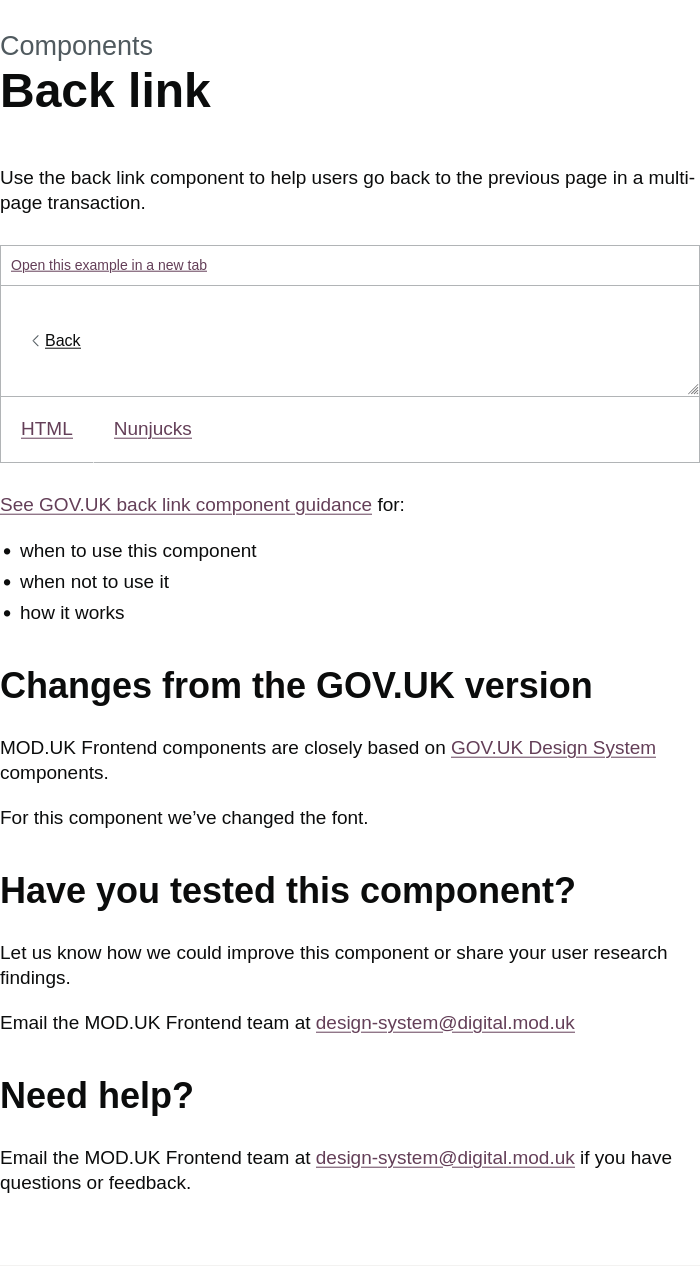 Components
Back link
Use the back link component to help users go back to the previous page in a multi-
page transaction.
Open this example in a new tab
Back
HTML Nunjucks
See GOV.UK back link component guidance for:
• when to use this component
• when not to use it
• how it works
Changes from the GOV.UK version
MOD.UK Frontend components are closely based on GOV.UK Design System
components.
For this component we’ve changed the font.
Have you tested this component?
Let us know how we could improve this component or share your user research
findings.
Email the MOD.UK Frontend team at design-system@digital.mod.uk
Need help?
Email the MOD.UK Frontend team at design-system@digital.mod.uk if you have
questions or feedback.